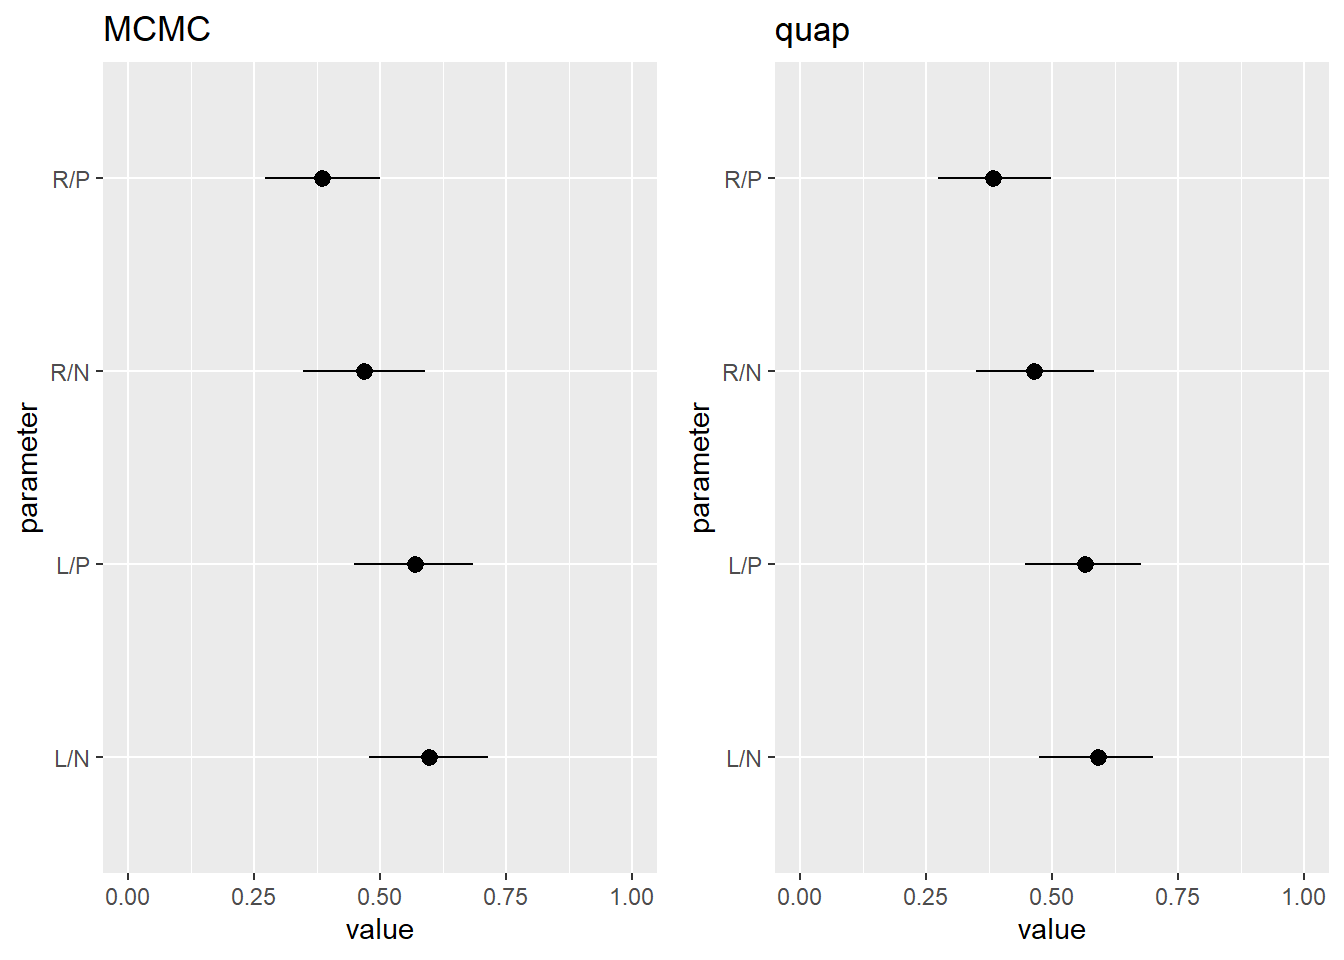 MCMC
R/P
R/N
L/P
L/N
parameter
0.00 0.25 0.50 0.75 1.00
value
quap
R/P
R/N
L/P
L/N
parameter
0.00 0.25 0.50 0.75 1.00
value